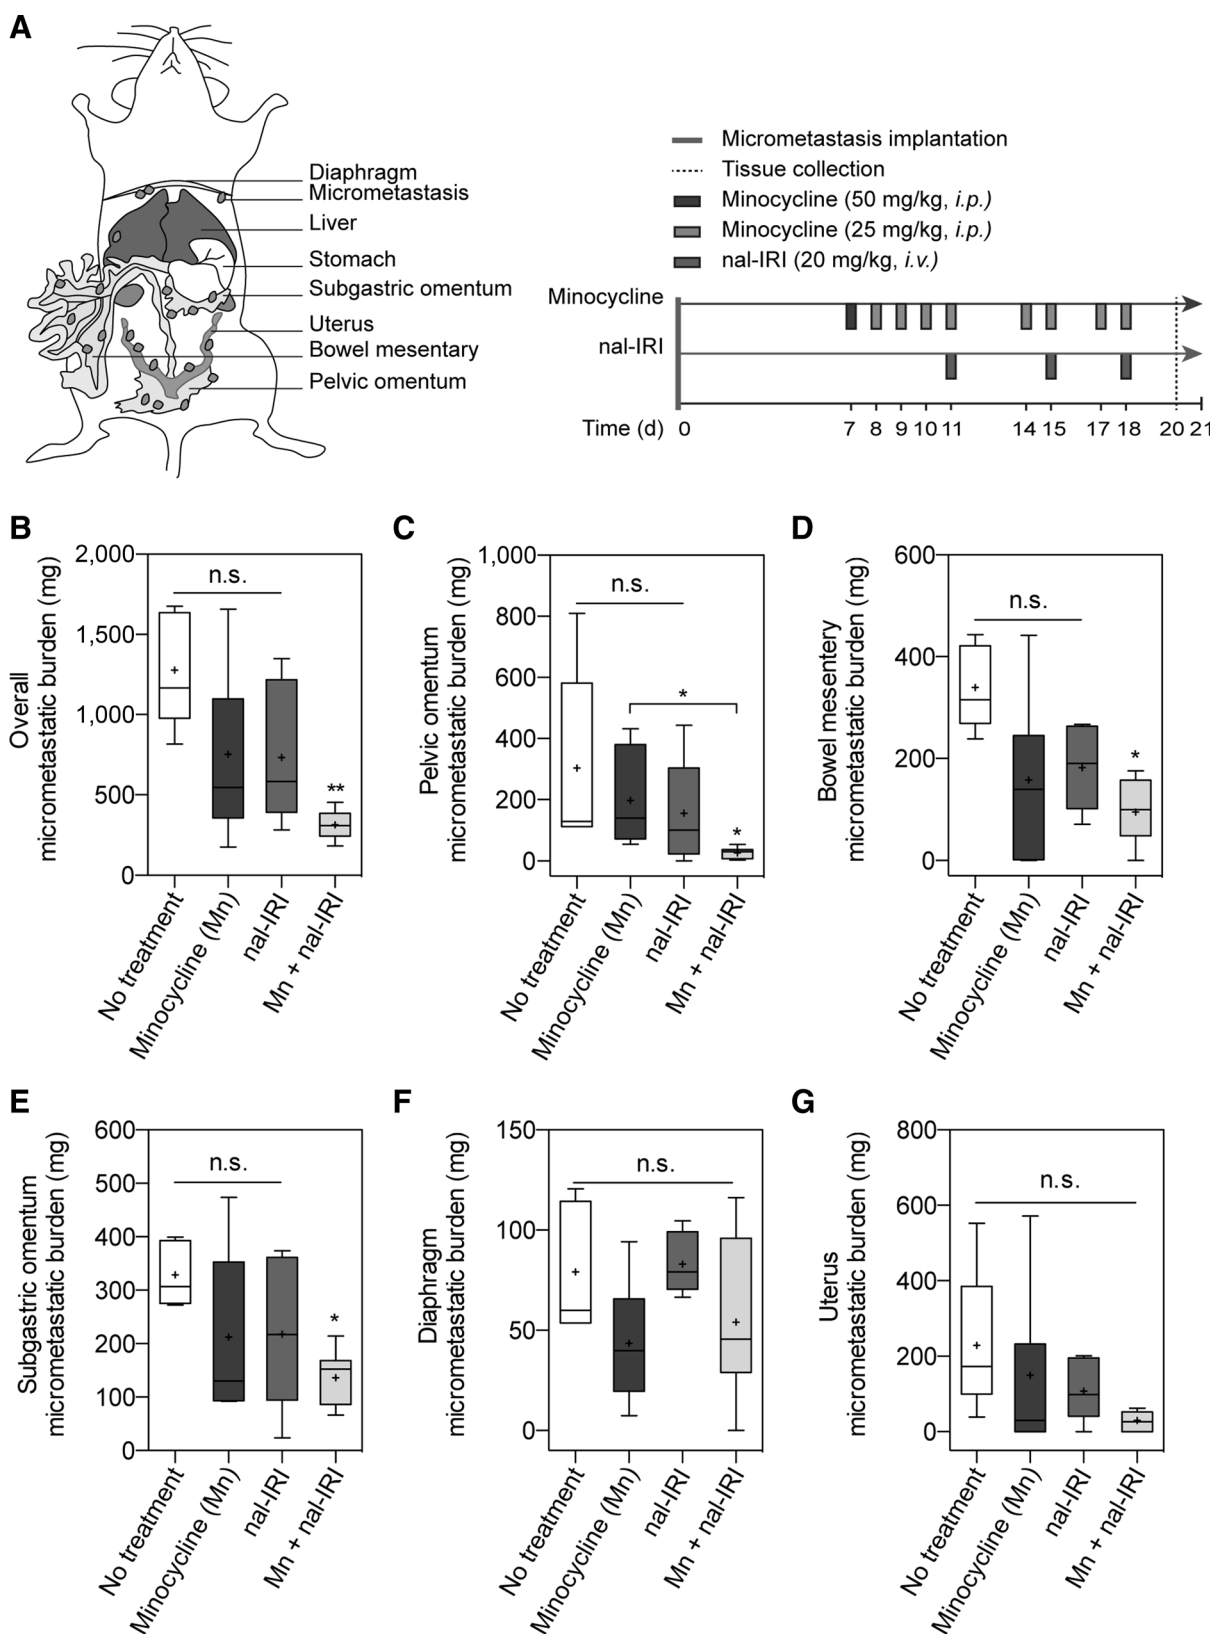 A
Diaphragm
Micrometastasis
Liver
Stomach
Subgastric omentum
Uterus
Bowel mesentary
Pelvic omentum
Micrometastasis implantation
Tissue collection
Minocycline (50 mg/kg, i.p.)
Minocycline (25 mg/kg, i.p.)
nal-IRI (20 mg/kg, i.v.)
Minocycline
nal-IRI
Time (d) 0 7 8 9 10 11 14 15 17 18 20 21
B
Overall
micrometastatic burden (mg)
2,000
1,500
1,000
500
0
n.s.
**
No treatment
Minocycline (Mn)
nal-IRI
Mn + nal-IRI
C
Pelvic omentum
micrometastatic burden (mg)
1,000
800
600
400
200
0
n.s.
*
*
No treatment
Minocycline (Mn)
nal-IRI
Mn + nal-IRI
D
Bowel mesentery
micrometastatic burden (mg)
600
400
200
0
n.s.
*
No treatment
Minocycline (Mn)
nal-IRI
Mn + nal-IRI
E
Subgastric omentum
micrometastatic burden (mg)
600
500
400
300
200
100
0
n.s.
*
No treatment
Minocycline (Mn)
nal-IRI
Mn + nal-IRI
F
Diaphragm
micrometastatic burden (mg)
150
100
50
0
n.s.
No treatment
Minocycline (Mn)
nal-IRI
Mn + nal-IRI
G
Uterus
micrometastatic burden (mg)
800
600
400
200
0
n.s.
No treatment
Minocycline (Mn)
nal-IRI
Mn + nal-IRI